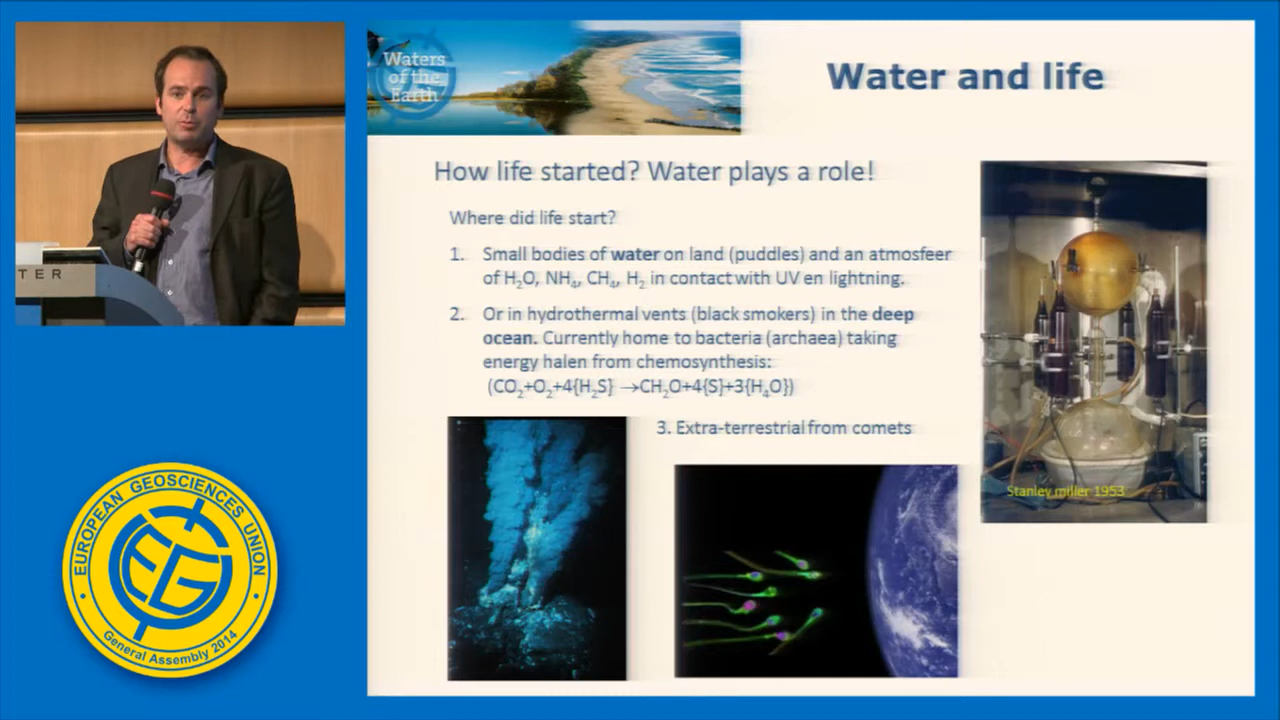 Waters
of the
Earth
Water and life
How life started? Water plays a role!
Where did life start?
1. Small bodies of water on land (puddles) and an atmosfeer
of H₂O, NH₄, CH₄, H₂ in contact with UV en lightning.
2. Or in hydrothermal vents (black smokers) in the deep
ocean. Currently home to bacteria (archaea) taking
energy halen from chemosynthesis:
(CO₂+O₂+4{H₂S} →CH₂O+4{S}+3{H₄O})
3. Extra-terrestrial from comets
Stanley miller 1953
TER
EUROPEAN GEOSCIENCES UNION
EGU
General Assembly 2014